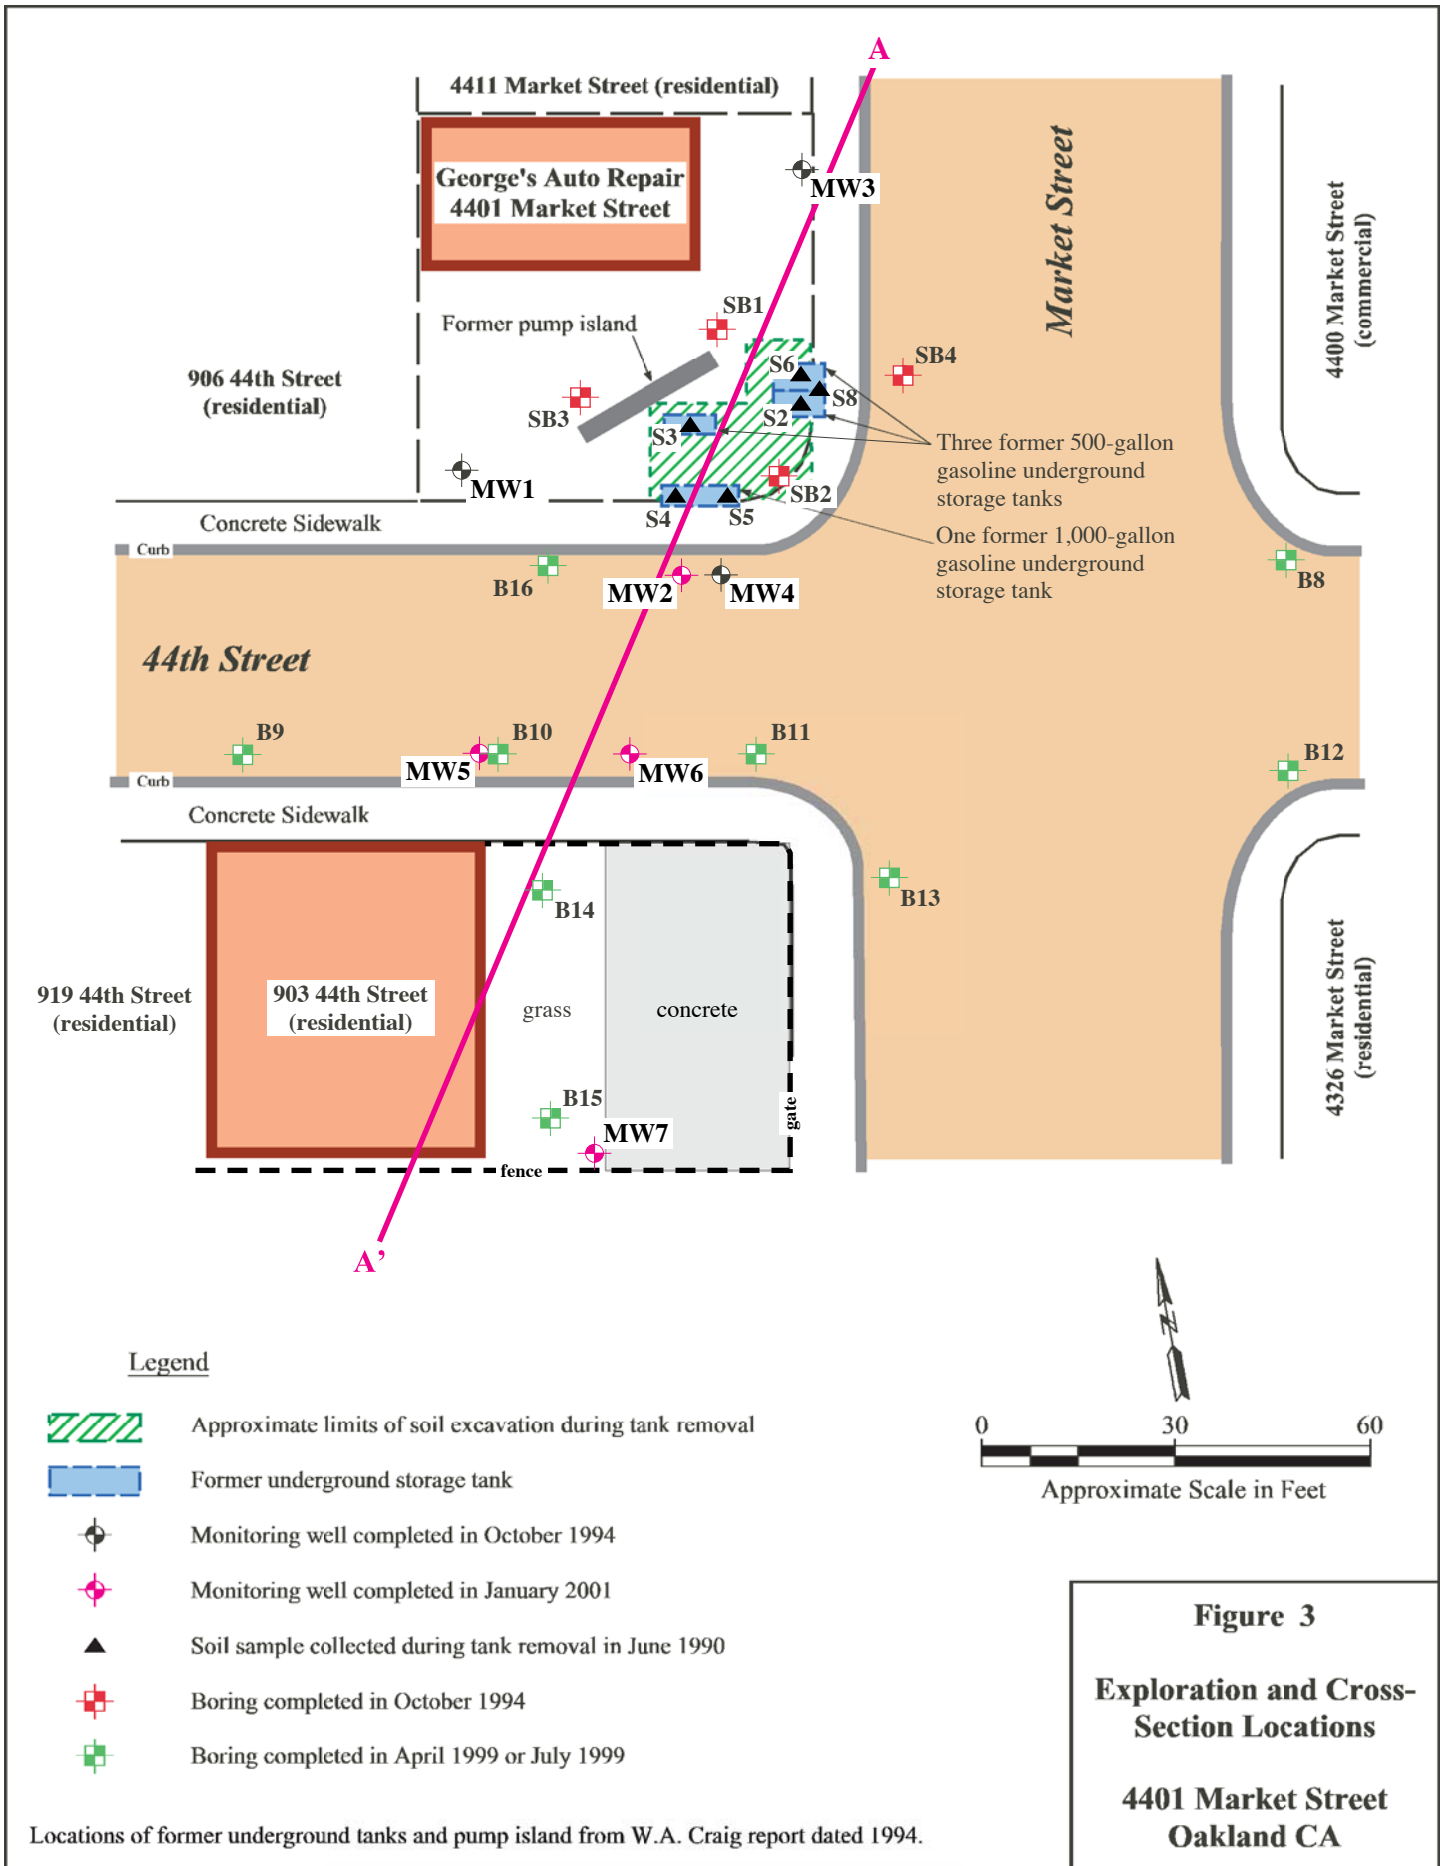 A
4411 Market Street (residential)
George's Auto Repair
4401 Market Street
MW3
Market Street
4400 Market Street
(commercial)
SB1
Former pump island
906 44th Street
(residential)
SB3
S6
S8
S2
S3
SB4
Three former 500-gallon
gasoline underground
storage tanks
MW1
SB2
S4
S5
Concrete Sidewalk
One former 1,000-gallon
gasoline underground
storage tank
Curb
B16
MW2
MW4
B8
44th Street
B9
MW5
B10
MW6
B11
B12
Curb
Concrete Sidewalk
B14
B13
919 44th Street
(residential)
903 44th Street
(residential)
grass
concrete
4326 Market Street
(residential)
B15
MW7
gate
fence
A’
N
Legend
Approximate limits of soil excavation during tank removal
Former underground storage tank
Monitoring well completed in October 1994
Monitoring well completed in January 2001
Soil sample collected during tank removal in June 1990
Boring completed in October 1994
Boring completed in April 1999 or July 1999
0 30 60
Approximate Scale in Feet
Figure 3
Exploration and Cross-
Section Locations
4401 Market Street
Oakland CA
Locations of former underground tanks and pump island from W.A. Craig report dated 1994.